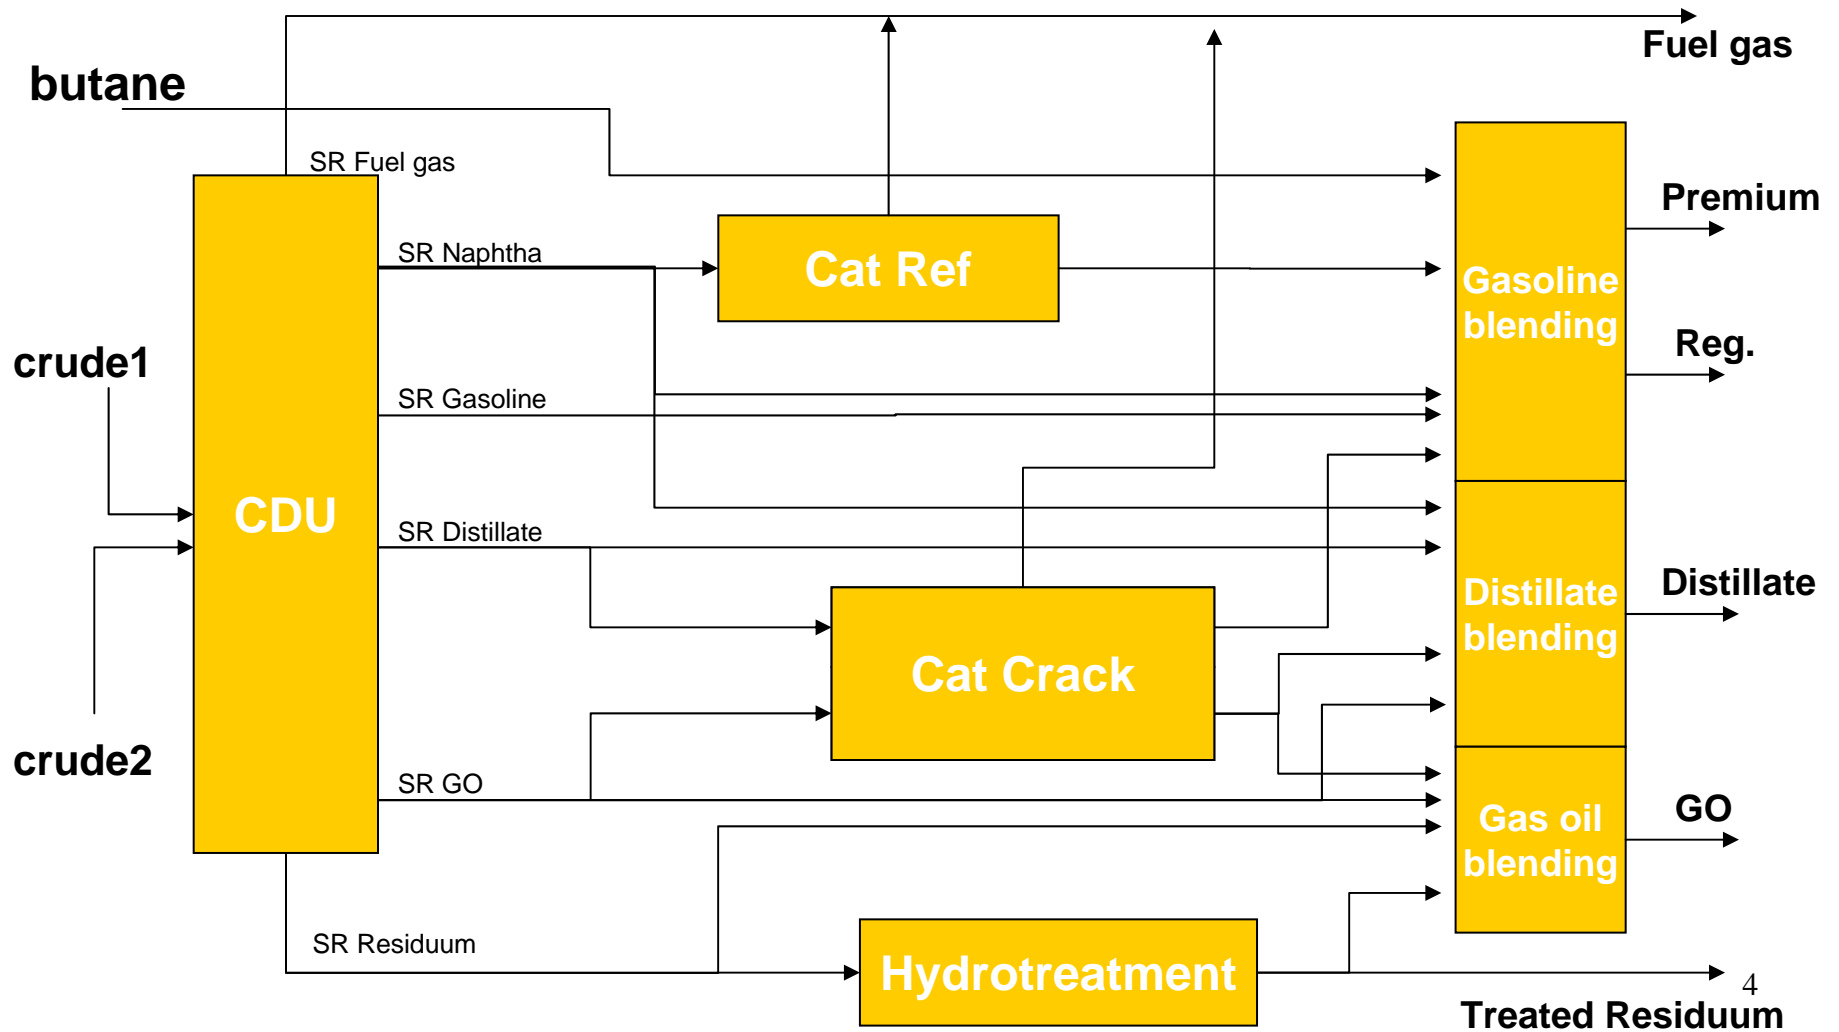 Fuel gas
butane
SR Fuel gas
Premium
SR Naphtha
Cat Ref
Gasoline
blending
Reg.
crude1
SR Gasoline
CDU
SR Distillate
Distillate
Distillate
blending
Cat Crack
crude2
SR GO
GO
Gas oil
blending
SR Residuum
Hydrotreatment
4
Treated Residuum